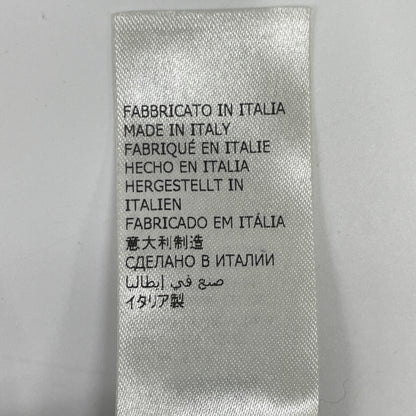 FABBRICATO IN ITALIA
MADE IN ITALY
FABRIQUÉ EN ITALIE
HECHO EN ITALIA
HERGESTELLT IN
ITALIEN
FABRICADO EM ITÁLIA
意大利制造
СДЕЛАНО В ИТАЛИИ
صنع في إيطاليا
イタリア製